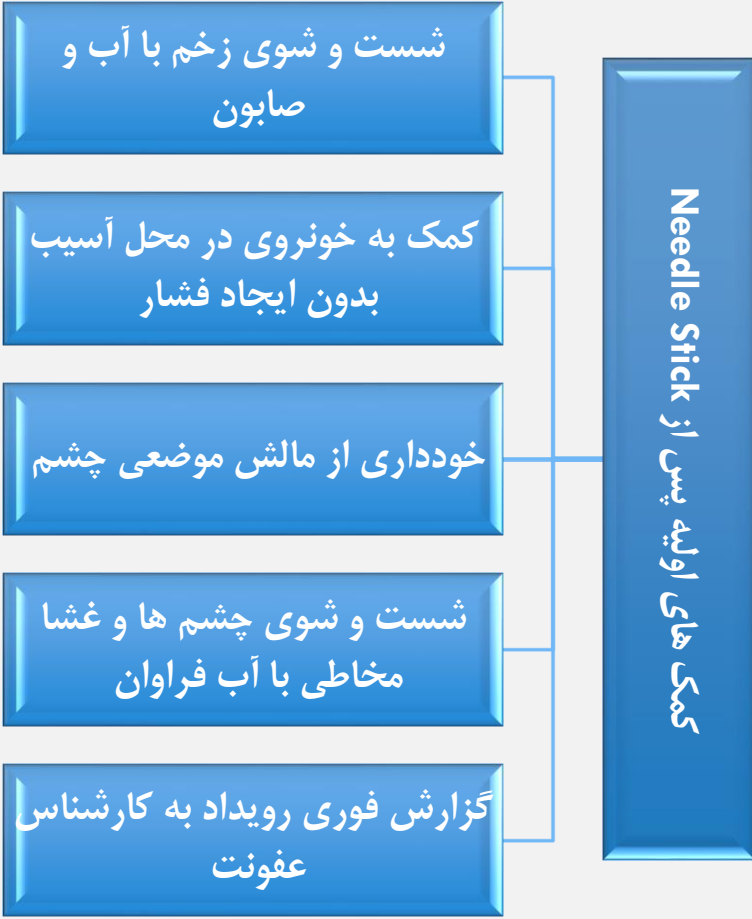 کمک های اولیه پس از Needle Stick
شست و شوی زخم با آب و
صابون
کمک به خونروی در محل آسیب
بدون ایجاد فشار
خودداری از مالش موضعی چشم
شست و شوی چشم ها و غشا
مخاطی با آب فراوان
گزارش فوری رویداد به کارشناس
عفونت